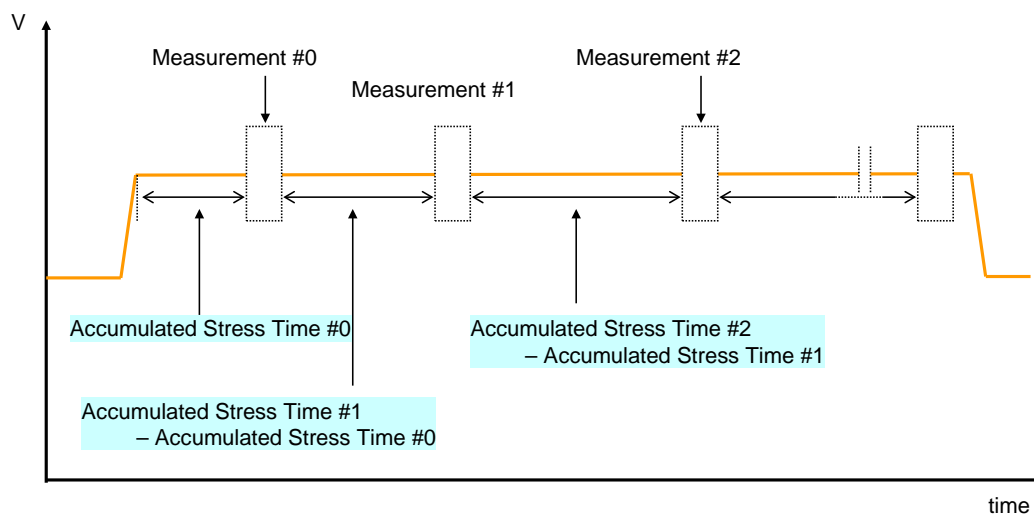 V
Measurement #0
Measurement #1
Measurement #2
Accumulated Stress Time #0
Accumulated Stress Time #2
– Accumulated Stress Time #1
Accumulated Stress Time #1
– Accumulated Stress Time #0
time